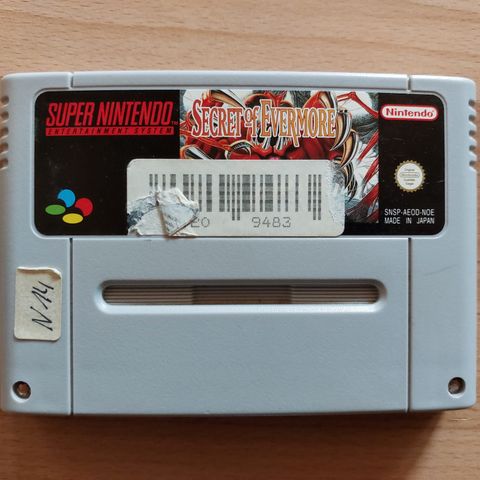 SUPER NINTENDO
ENTERTAINMENT SYSTEM
SECRET OF EVERMORE
Nintendo
20 9483
SNSP-AEOD-NOE
MADE IN JAPAN
N14